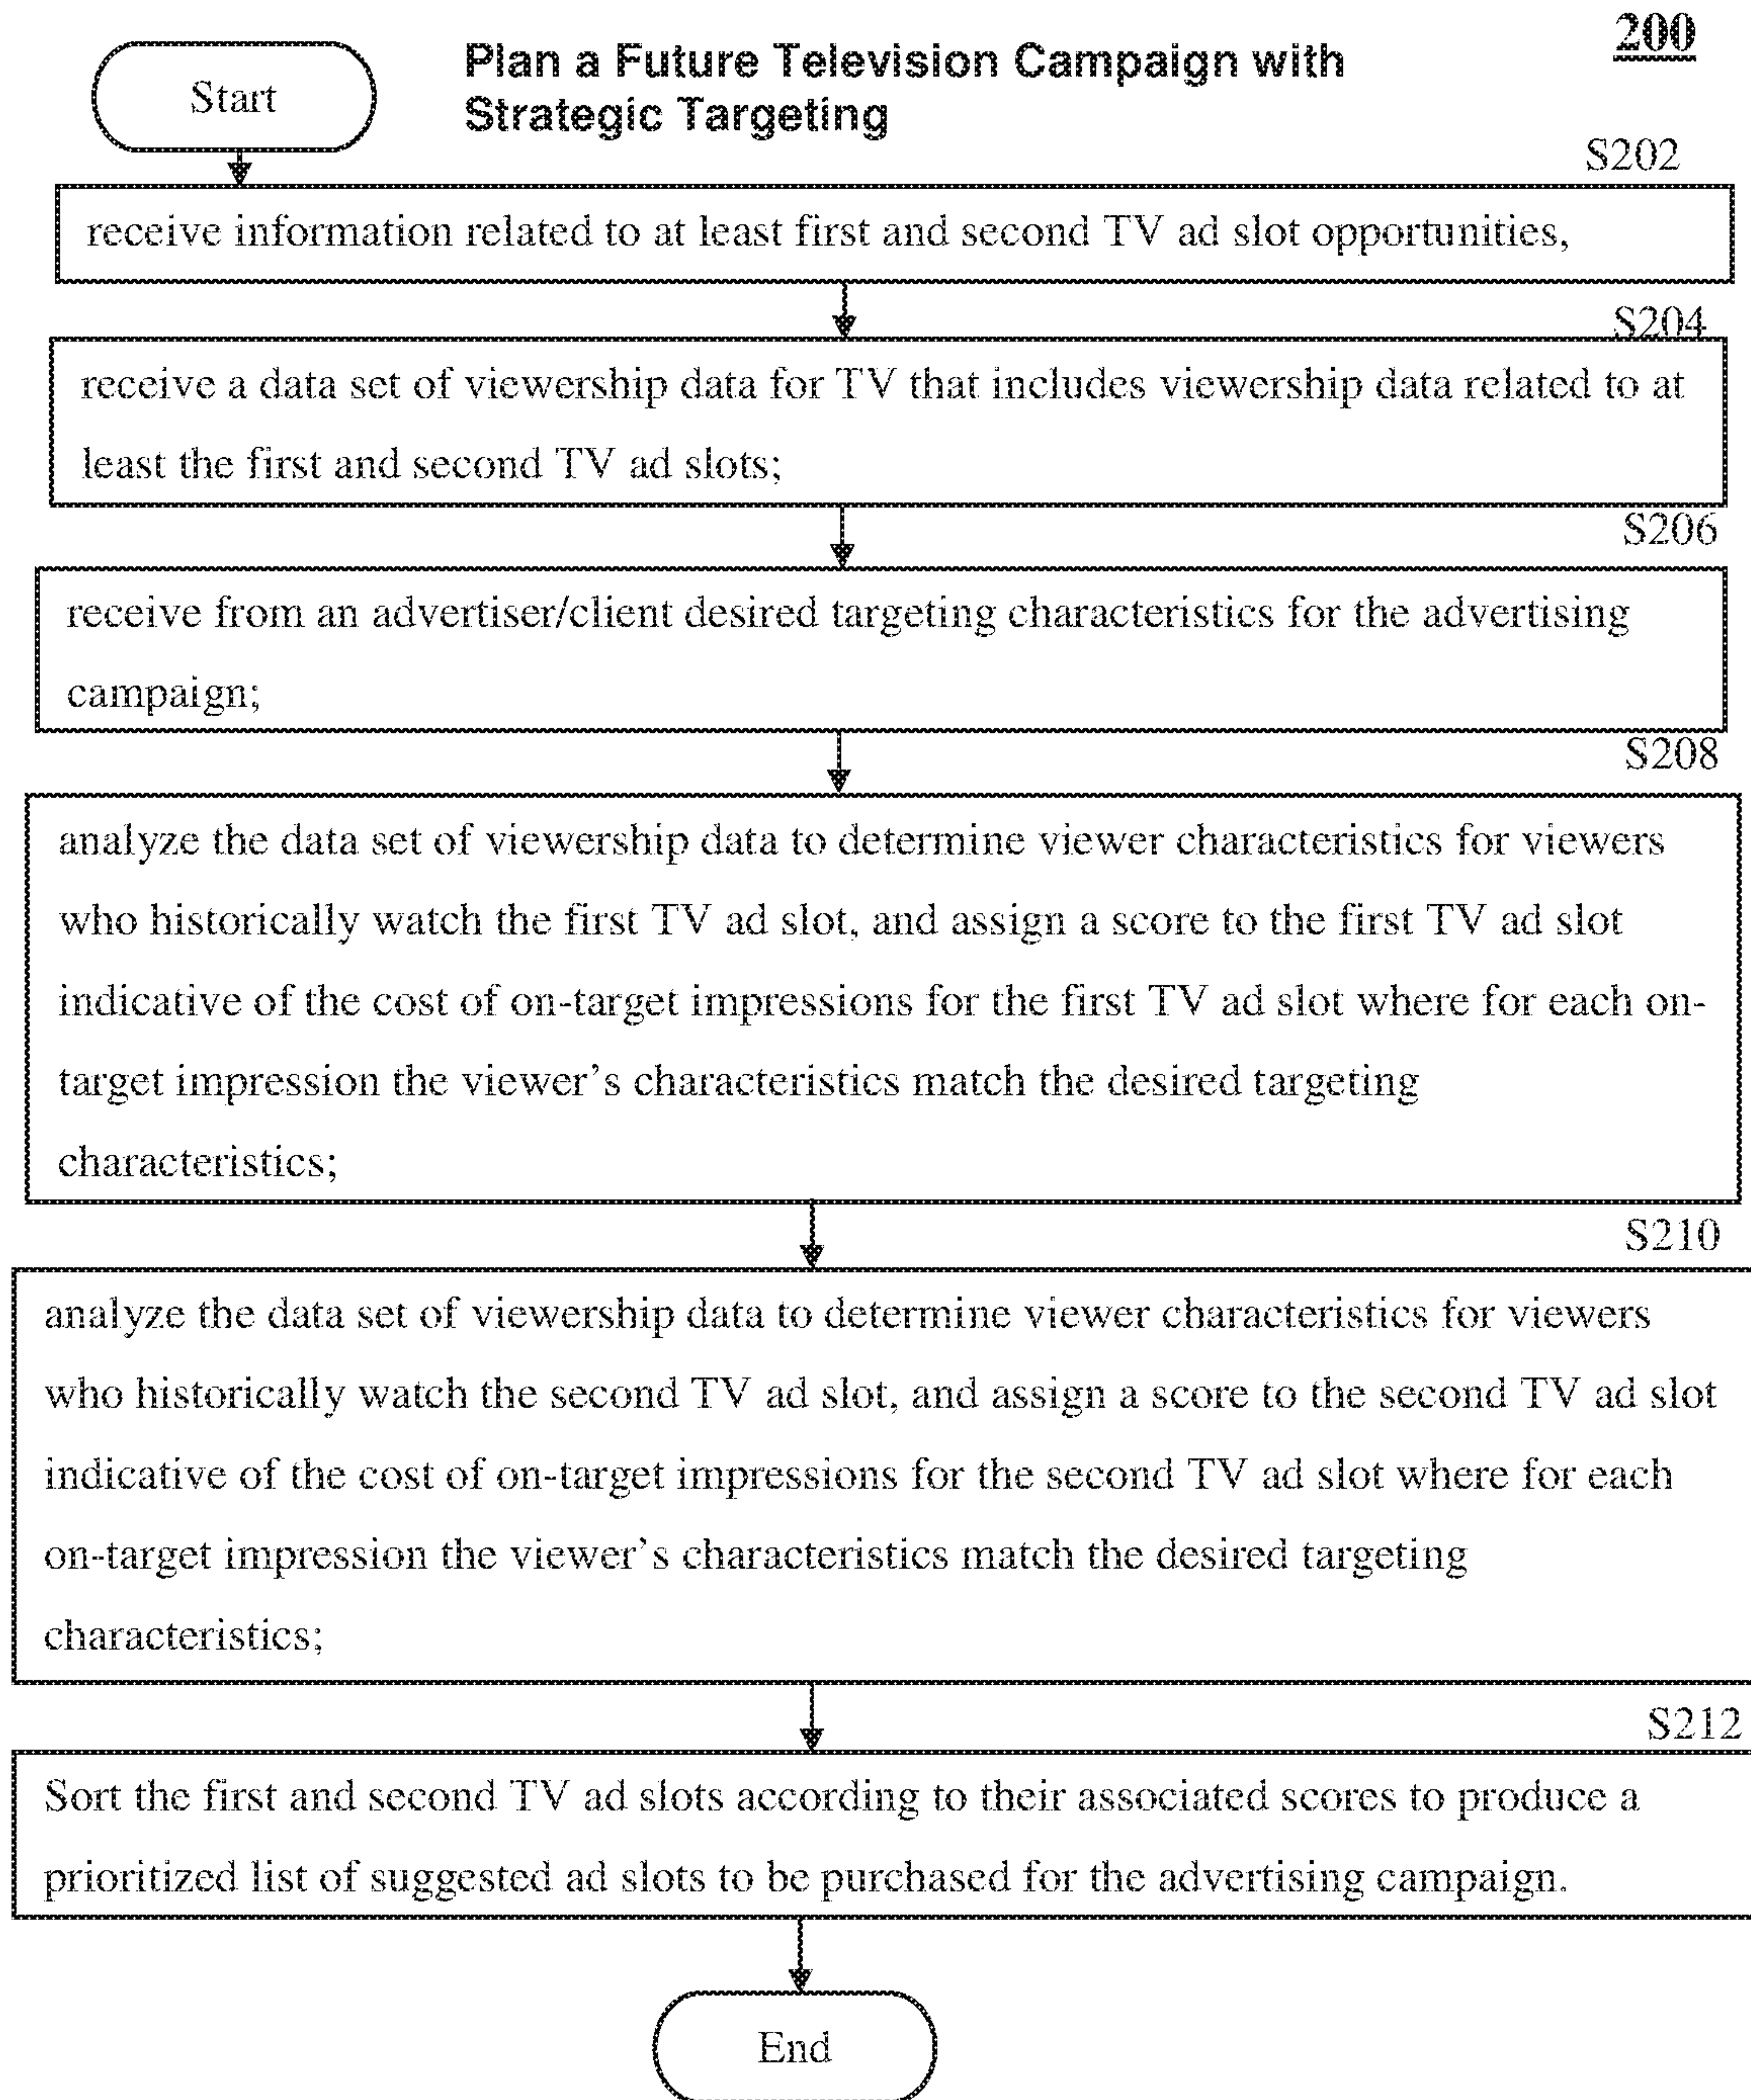 200
Start
Plan a Future Television Campaign with
Strategic Targeting
S202
receive information related to at least first and second TV ad slot opportunities,
S204
receive a data set of viewership data for TV that includes viewership data related to at
least the first and second TV ad slots;
S206
receive from an advertiser/client desired targeting characteristics for the advertising
campaign;
S208
analyze the data set of viewership data to determine viewer characteristics for viewers
who historically watch the first TV ad slot, and assign a score to the first TV ad slot
indicative of the cost of on-target impressions for the first TV ad slot where for each on-
target impression the viewer's characteristics match the desired targeting
characteristics;
S210
analyze the data set of viewership data to determine viewer characteristics for viewers
who historically watch the second TV ad slot, and assign a score to the second TV ad slot
indicative of the cost of on-target impressions for the second TV ad slot where for each
on-target impression the viewer's characteristics match the desired targeting
characteristics;
S212
Sort the first and second TV ad slots according to their associated scores to produce a
prioritized list of suggested ad slots to be purchased for the advertising campaign.
End